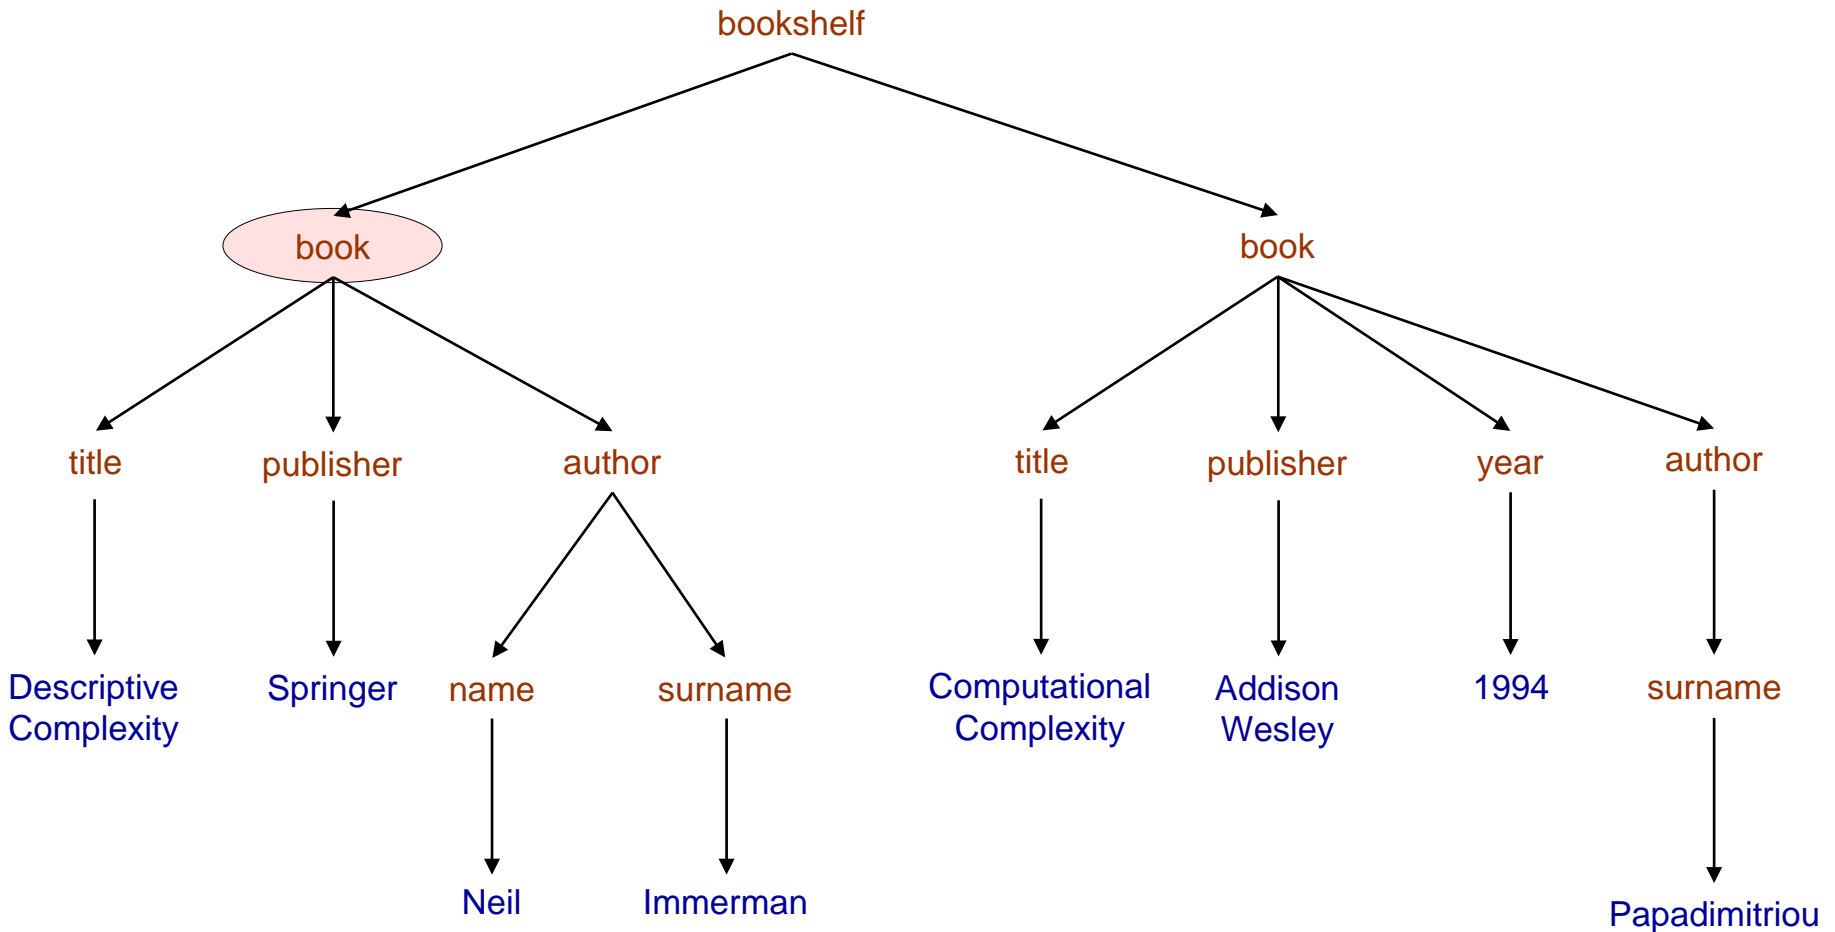 bookshelf
book
book
title
publisher
author
title
publisher
year
author
Descriptive
Complexity
Springer
name
surname
Computational
Complexity
Addison
Wesley
1994
surname
Neil
Immerman
Papadimitriou